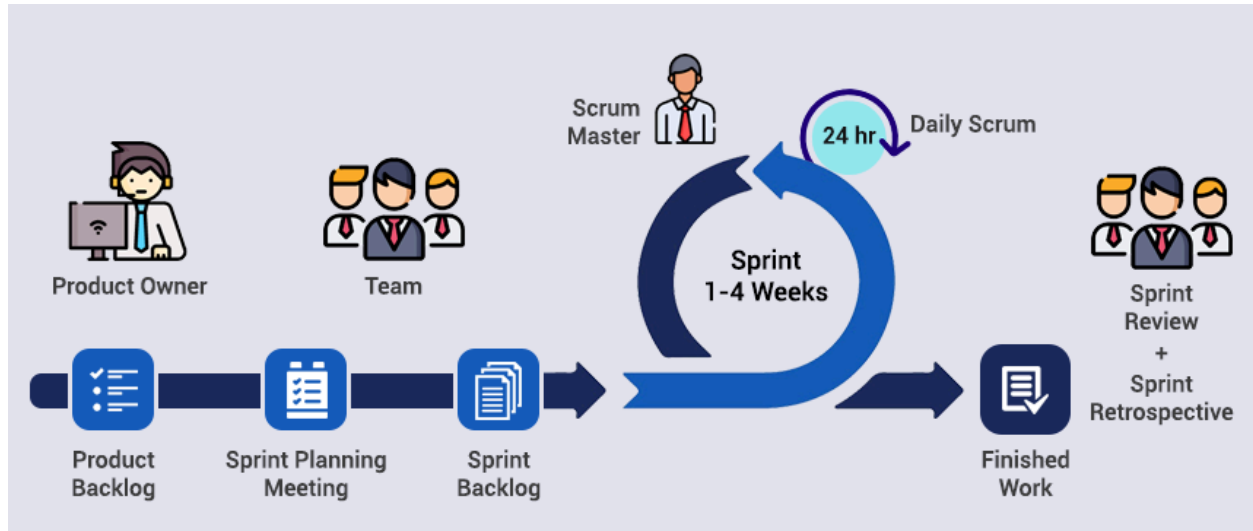 Scrum
Master
24 hr
Daily Scrum
Product Owner
Team
Sprint
1-4 Weeks
Sprint
Review
+
Sprint
Retrospective
Product
Backlog
Sprint Planning
Meeting
Sprint
Backlog
Finished
Work